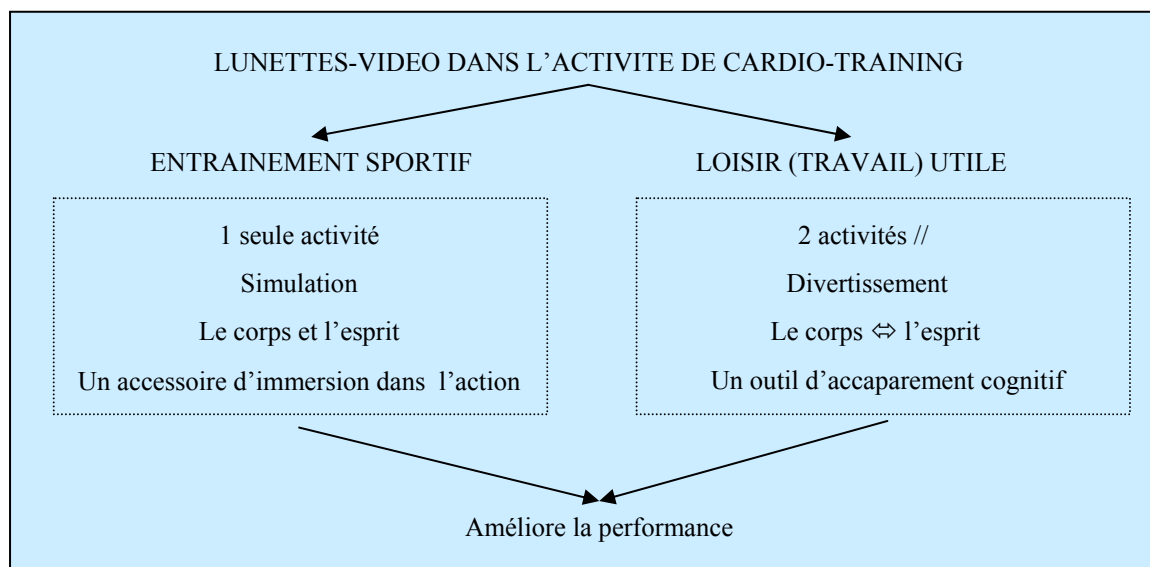 LUNETTES-VIDEO DANS L’ACTIVITE DE CARDIO-TRAINING
ENTRAINEMENT SPORTIF
1 seule activité
Simulation
Le corps et l’esprit
Un accessoire d’immersion dans l’action
LOISIR (TRAVAIL) UTILE
2 activités //
Divertissement
Le corps ⇔ l’esprit
Un outil d’accaparement cognitif
Améliore la performance